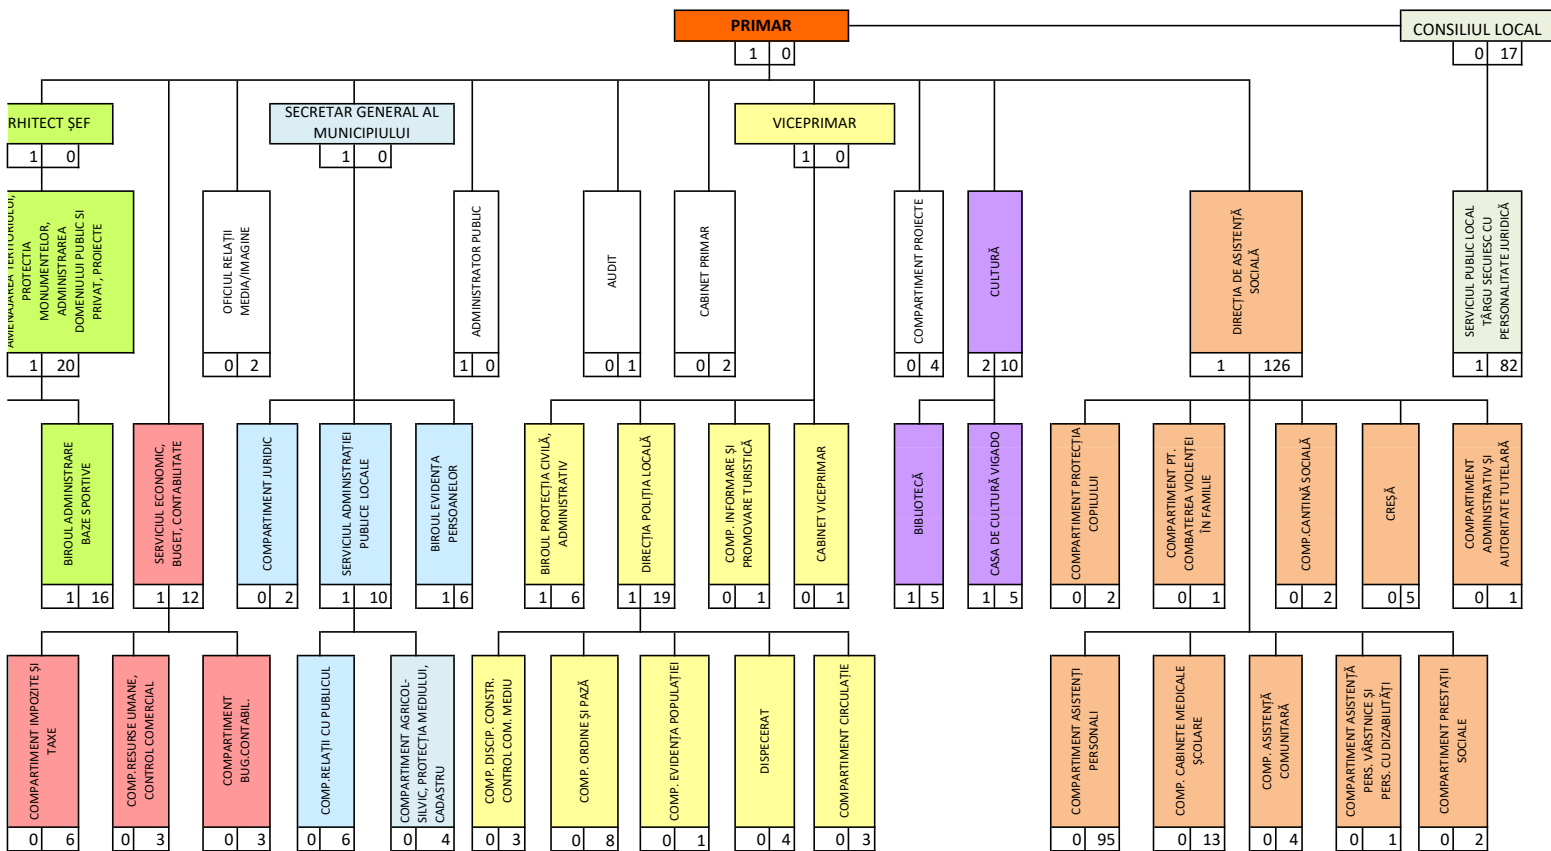 PRIMAR
CONSILIUL LOCAL
1 0
0 17
RHITECT ȘEF
SECRETAR GENERAL AL
MUNICIPIULUI
VICEPRIMAR
1 0
1 0
1 0
AMENAJAREA TERITORIULUI,
PROTECTIA
MONUMENTELOR,
ADMINISTRAREA
DOMENIULUI PUBLIC SI
PRIVAT, PROIECTE
OFICIUL RELAȚII
MEDIA/IMAGINE
ADMINISTRATOR PUBLIC
AUDIT
CABINET PRIMAR
COMPARTIMENT PROIECTE
CULTURĂ
DIRECȚIA DE ASISTENȚĂ
SOCIALĂ
SERVICIUL PUBLIC LOCAL
TÂRGU SECUIESC CU
PERSONALITATE JURIDICĂ
1 20
0 2
1 0
0 1
0 2
0 4
2 10
1 126
1 82
BIROUL ADMINISTRARE
BAZE SPORTIVE
SERVICIUL ECONOMIC,
BUGET, CONTABILITATE
COMPARTIMENT JURIDIC
SERVICIUL ADMINISTRAȚIEI
PUBLICE LOCALE
BIROUL EVIDENȚA
PERSOANELOR
BIROUL PROTECȚIA CIVILĂ,
ADMINISTRATIV
DIRECȚIA POLIȚIA LOCALĂ
COMP. INFORMARE ȘI
PROMOVARE TURISTICĂ
CABINET VICEPRIMAR
BIBLIOTECĂ
CASA DE CULTURĂ VIGADO
COMPARTIMENT PROTECȚIA
COPILULUI
COMPARTIMENT PT.
COMBATEREA VIOLENȚEI
ÎN FAMILIE
COMP.CANTINĂ SOCIALĂ
CREȘĂ
COMPARTIMENT
ADMINISTRATIV ȘI
AUTORITATE TUTELARĂ
1 16
1 12
0 2
1 10
1 6
1 6
1 19
0 1
0 1
1 5
1 5
0 2
0 1
0 2
0 5
0 1
COMPARTIMENT IMPOZITE ȘI
TAXE
COMP.RESURSE UMANE,
CONTROL COMERCIAL
COMPARTIMENT
BUG.CONTABIL.
COMP.RELAȚII CU PUBLICUL
COMPARTIMENT AGRICOL-
SILVIC, PROTECȚIA MEDIULUI,
CADASTRU
COMP. DISCIP. CONSTR.
CONTROL COM. MEDIU
COMP. ORDINE ȘI PAZĂ
COMP. EVIDENȚA POPULAȚIEI
DISPECERAT
COMPARTIMENT CIRCULAȚIE
COMPARTIMENT ASISTENȚI
PERSONALI
COMP. CABINETE MEDICALE
ȘCOLARE
COMP. ASISTENȚĂ
COMUNITARĂ
COMPARTIMENT ASISTENȚĂ
PERS. VÂRSTNICE ȘI
PERS. CU DIZABILITĂȚI
COMPARTIMENT PRESTAȚII
SOCIALE
0 6
0 3
0 3
0 6
0 4
0 3
0 8
0 1
0 4
0 3
0 95
0 13
0 4
0 1
0 2